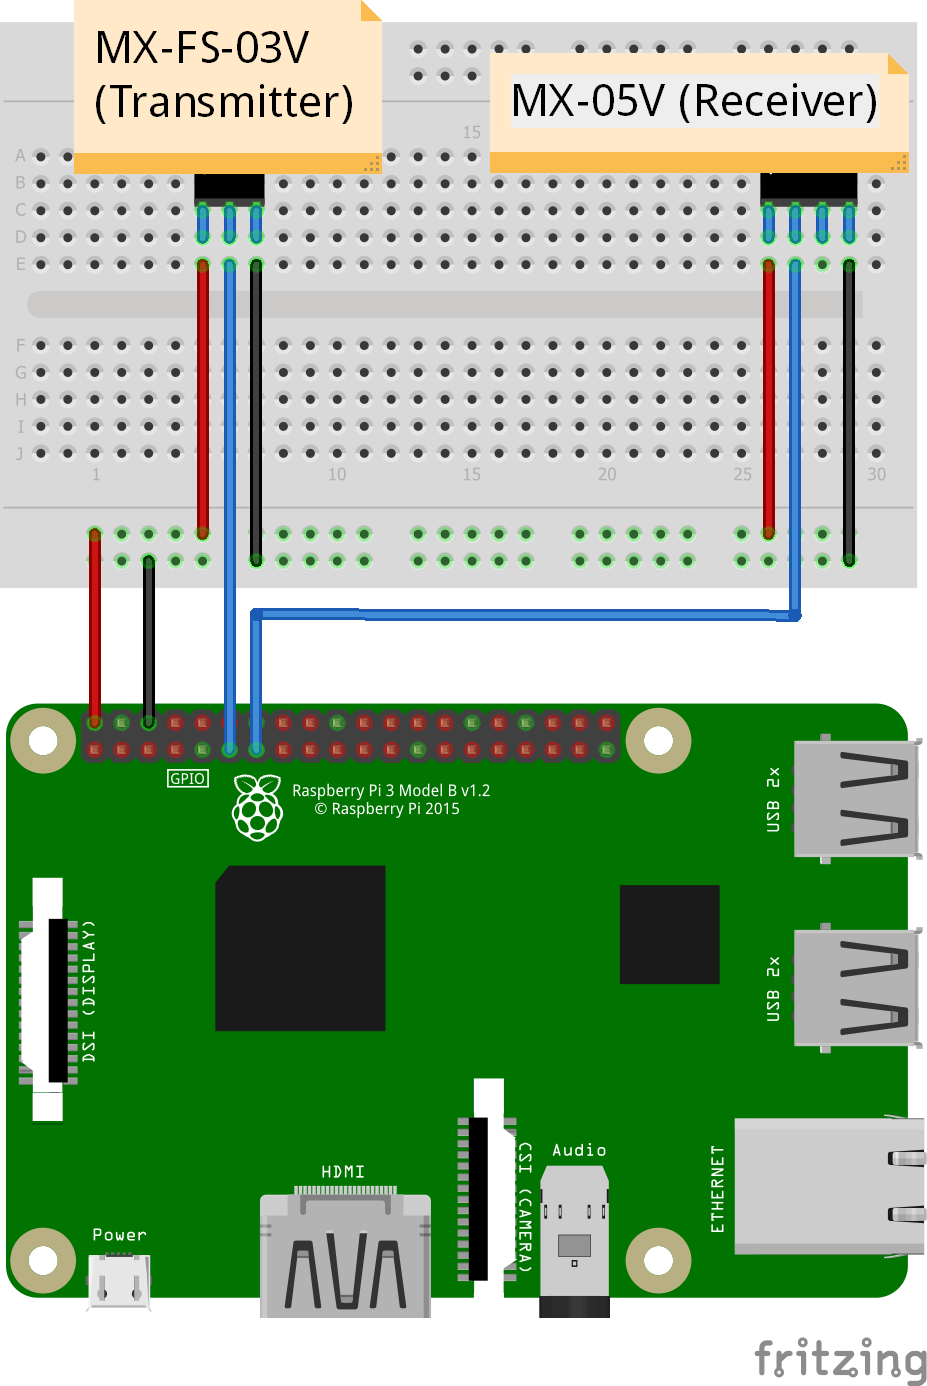 MX-FS-03V
(Transmitter)
MX-05V (Receiver)
15
A
B
C
D
E
F
G
H
I
J
1
10
15
20
25
30
E
GPIO
Raspberry Pi 3 Model B v1.2
© Raspberry Pi 2015
USB 2x
DSI (DISPLAY)
USB 2x
HDMI
CSI (CAMERA)
Audio
ETHERNET
Power
fritzing